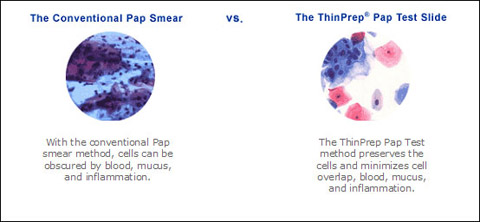 The Conventional Pap Smear vs. The ThinPrep® Pap Test Slide
With the conventional Pap
smear method, cells can be
obscured by blood, mucus,
and inflammation.
The ThinPrep Pap Test
method preserves the
cells and minimizes cell
overlap, blood, mucus,
and inflammation.